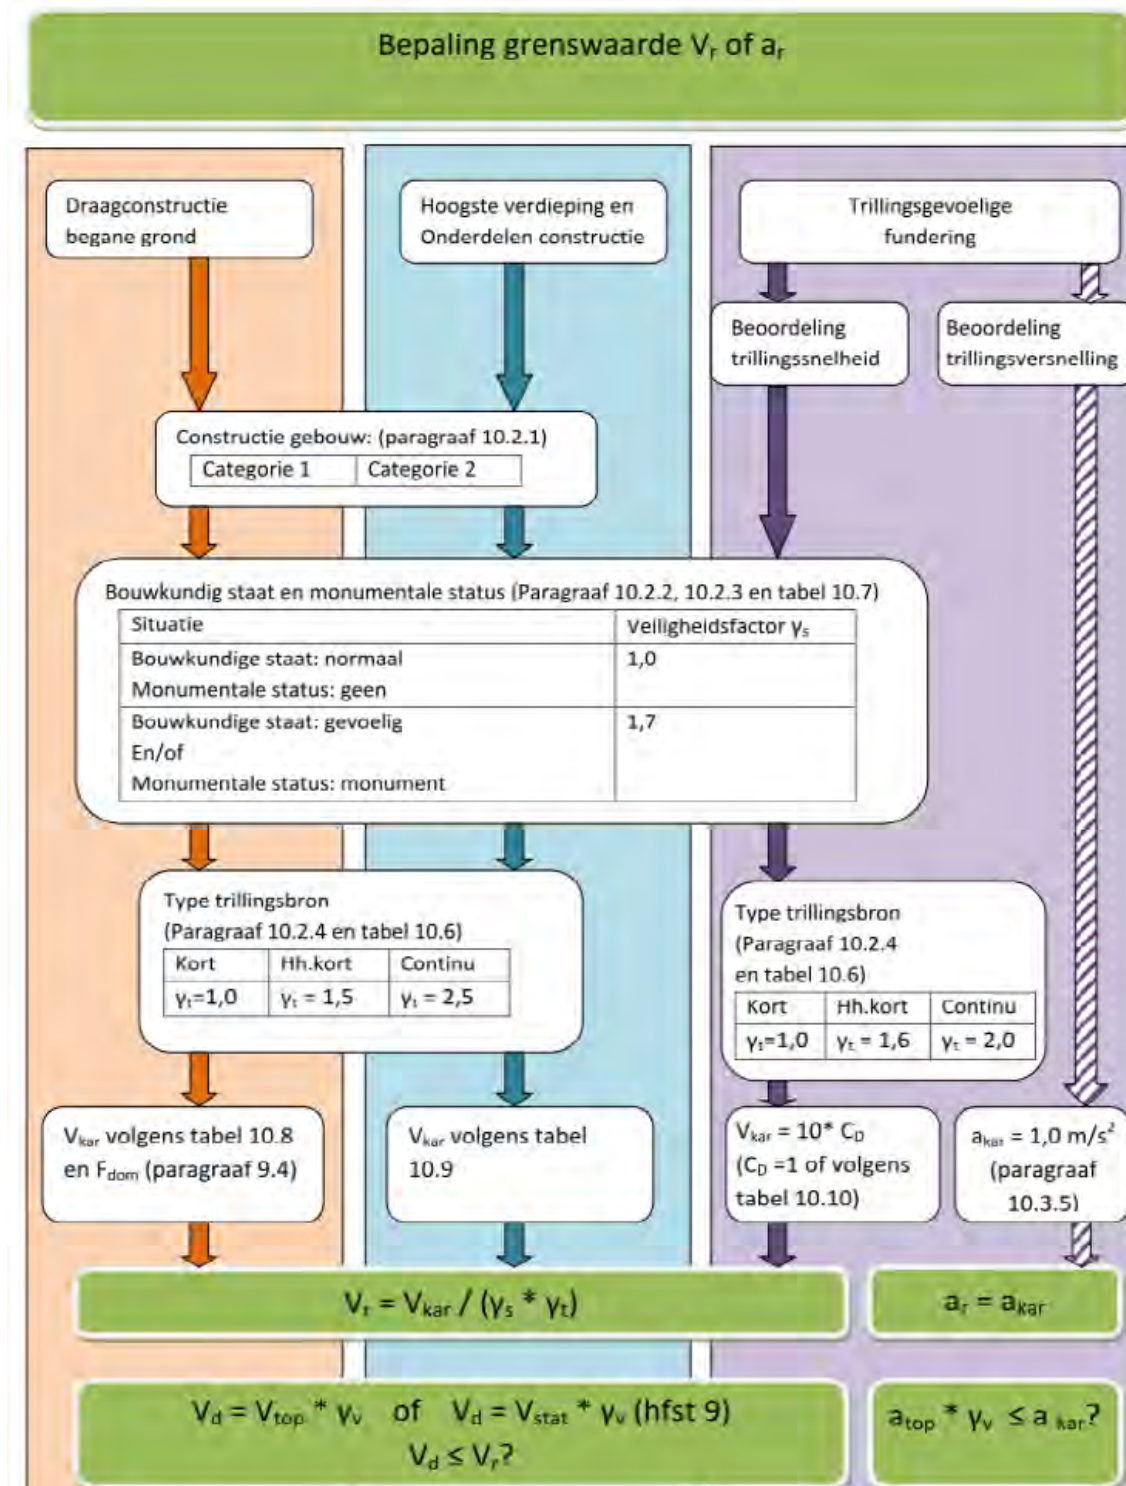 Bepaling grenswaarde Vr of ar
Draagconstructie
begane grond
Hoogste verdieping en
Onderdelen constructie
Trillingsgevoelige
fundering
Beoordeling
trillingssnelheid
Beoordeling
trillingsversnelling
Constructie gebouw: (paragraaf 10.2.1)
Categorie 1 Categorie 2
Bouwkundig staat en monumentale status (Paragraaf 10.2.2, 10.2.3 en tabel 10.7)
Situatie Veiligheidsfactor γs
Bouwkundige staat: normaal 1,0
Monumentale status: geen
Bouwkundige staat: gevoelig 1,7
En/of
Monumentale status: monument
Type trillingsbron
(Paragraaf 10.2.4 en tabel 10.6)
Kort Hh.kort Continu
γt=1,0 γt = 1,5 γt = 2,5
Type trillingsbron
(Paragraaf 10.2.4
en tabel 10.6)
Kort Hh.kort Continu
γt=1,0 γt = 1,6 γt = 2,0
Vkar volgens tabel 10.8
en Fdom (paragraaf 9.4)
Vkar volgens tabel
10.9
Vkar = 10* CD
(CD =1 of volgens
tabel 10.10)
akar = 1,0 m/s²
(paragraaf
10.3.5)
Vr = Vkar / (γs * γt)
ar = akar
Vd = Vtop * γv of Vd = Vstat * γv (hfst 9)
Vd ≤ Vr?
atop * γv ≤ a kar?